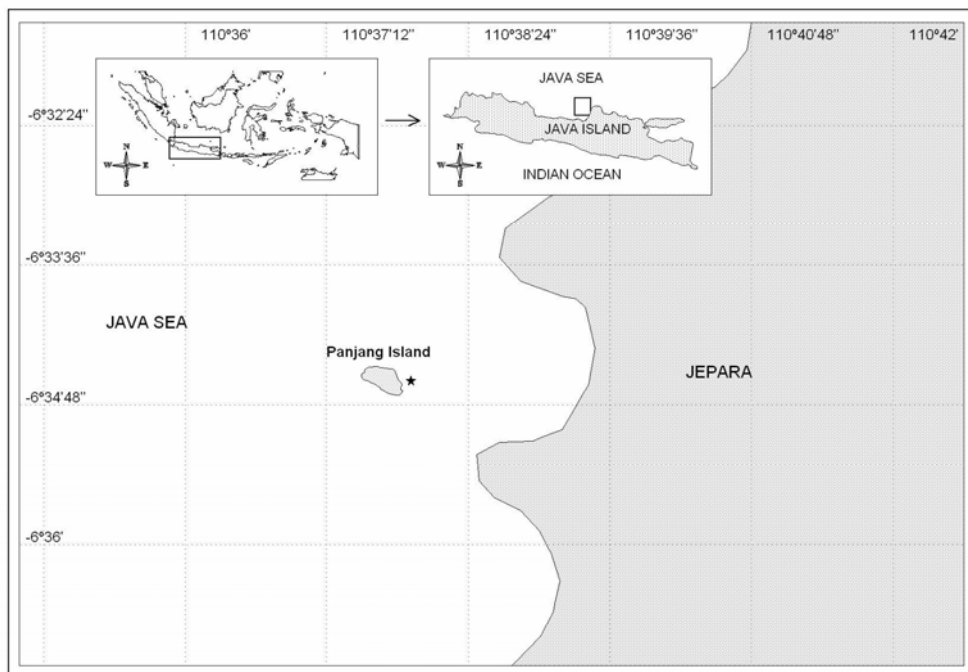 110°36' 110°37'12" 110°38'24" 110°39'36" 110°40'48" 110°42'
N
W E
S
JAVA SEA
JAVA ISLAND
INDIAN OCEAN
N
W E
S
-6°32'24"
-6°33'36"
JAVA SEA
Panjang Island
JEPARA
-6°34'48"
-6°36'